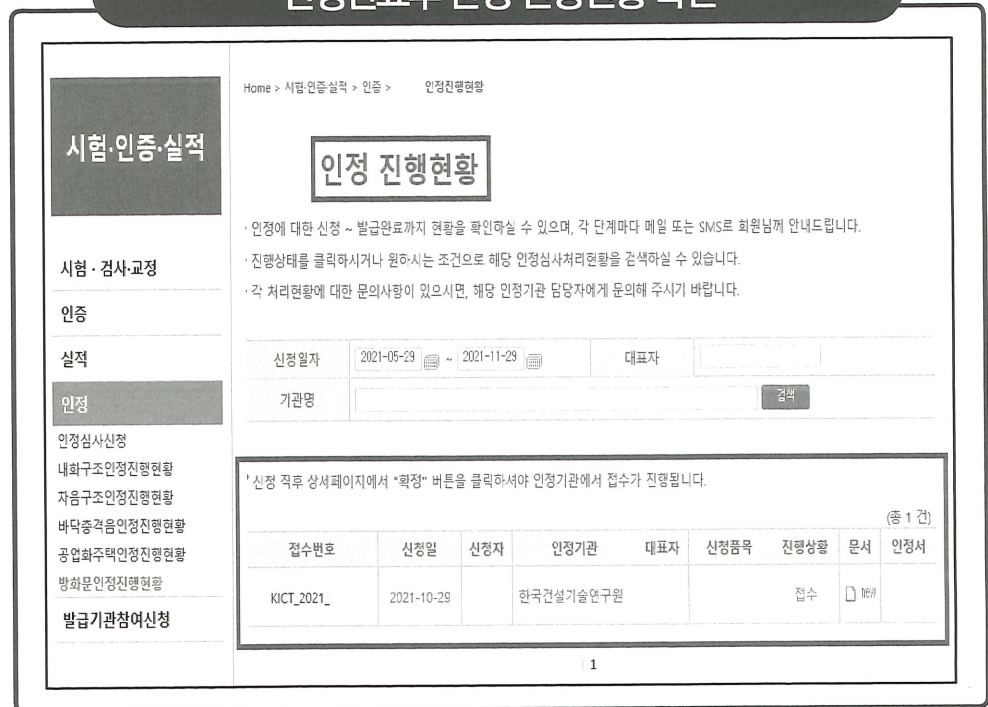 Home > 시험·인증·실적 > 인증 > 인정진행현황
시험·인증·실적
인정 진행현황
· 인정에 대한 신청 ~ 발급완료까지 현황을 확인하실 수 있으며, 각 단계마다 메일 또는 SMS로 회원님께 안내드립니다.
· 진행상태를 클릭하시거나 원하시는 조건으로 해당 인정심사처리현황을 검색하실 수 있습니다.
· 각 처리현황에 대한 문의사항이 있으시면, 해당 인정기관 담당자에게 문의해 주시기 바랍니다.
시험·검사·교정
인증
실적
인정
인정심사신청
내화구조인정진행현황
차음구조인정진행현황
바닥충격음인정진행현황
공업화주택인정진행현황
방화문인정진행현황
발급기관참여신청
신청일자 2021-05-29 ~ 2021-11-29 대표자
기관명 검색
* 신청 직후 상세페이지에서 "확정" 버튼을 클릭하셔야 인정기관에서 접수가 진행됩니다.
(총 1 건)
접수번호 신청일 신청자 인정기관 대표자 신청품목 진행상황 문서 인정서
KICT_2021_ 2021-10-29 한국건설기술연구원 접수 new
1